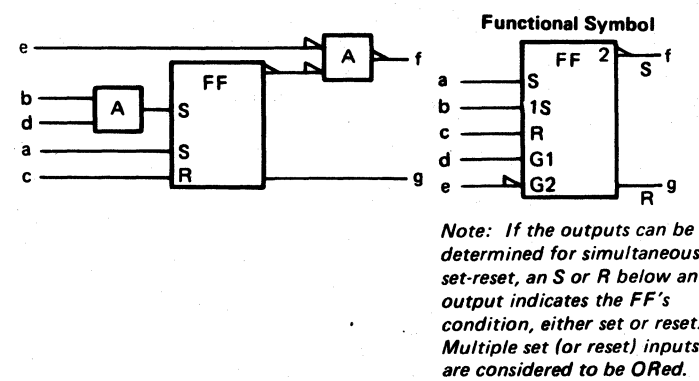 Functional Symbol
e
A
f
FF
b
d
A
S
a
S
c
R
g
FF
2
f
S
a
S
b
1S
c
R
d
G1
e
G2
g
R
Note: If the outputs can be
determined for simultaneous
set-reset, an S or R below an
output indicates the FF's
condition, either set or reset.
Multiple set (or reset) inputs
are considered to be ORed.